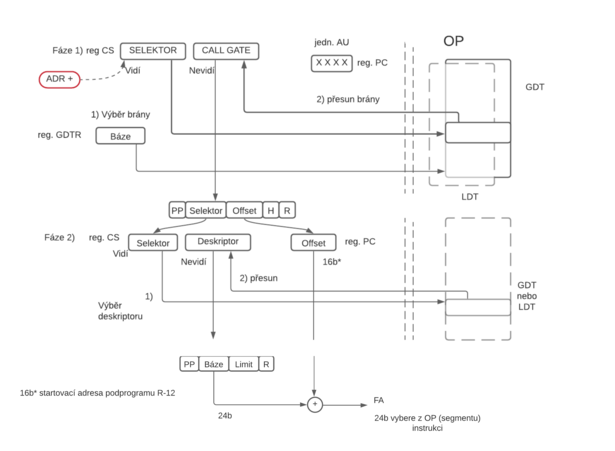 OP
jedn. AU
Fáze 1) reg CS
SELEKTOR
CALL GATE
X X X X
reg. PC
ADR +
Vidí
Nevidí
GDT
2) přesun brány
1) Výběr brány
reg. GDTR
Báze
LDT
PP
Selektor
Offset
H
R
Fáze 2)
reg. CS
Selektor
Deskriptor
Offset
reg. PC
Vidí
Nevidí
16b*
2) přesun
GDT
nebo
LDT
1)
Výběr
deskriptoru
PP
Báze
Limit
R
16b* startovací adresa podprogramu R-12
+
FA
24b
24b vybere z OP (segmentu)
instrukci